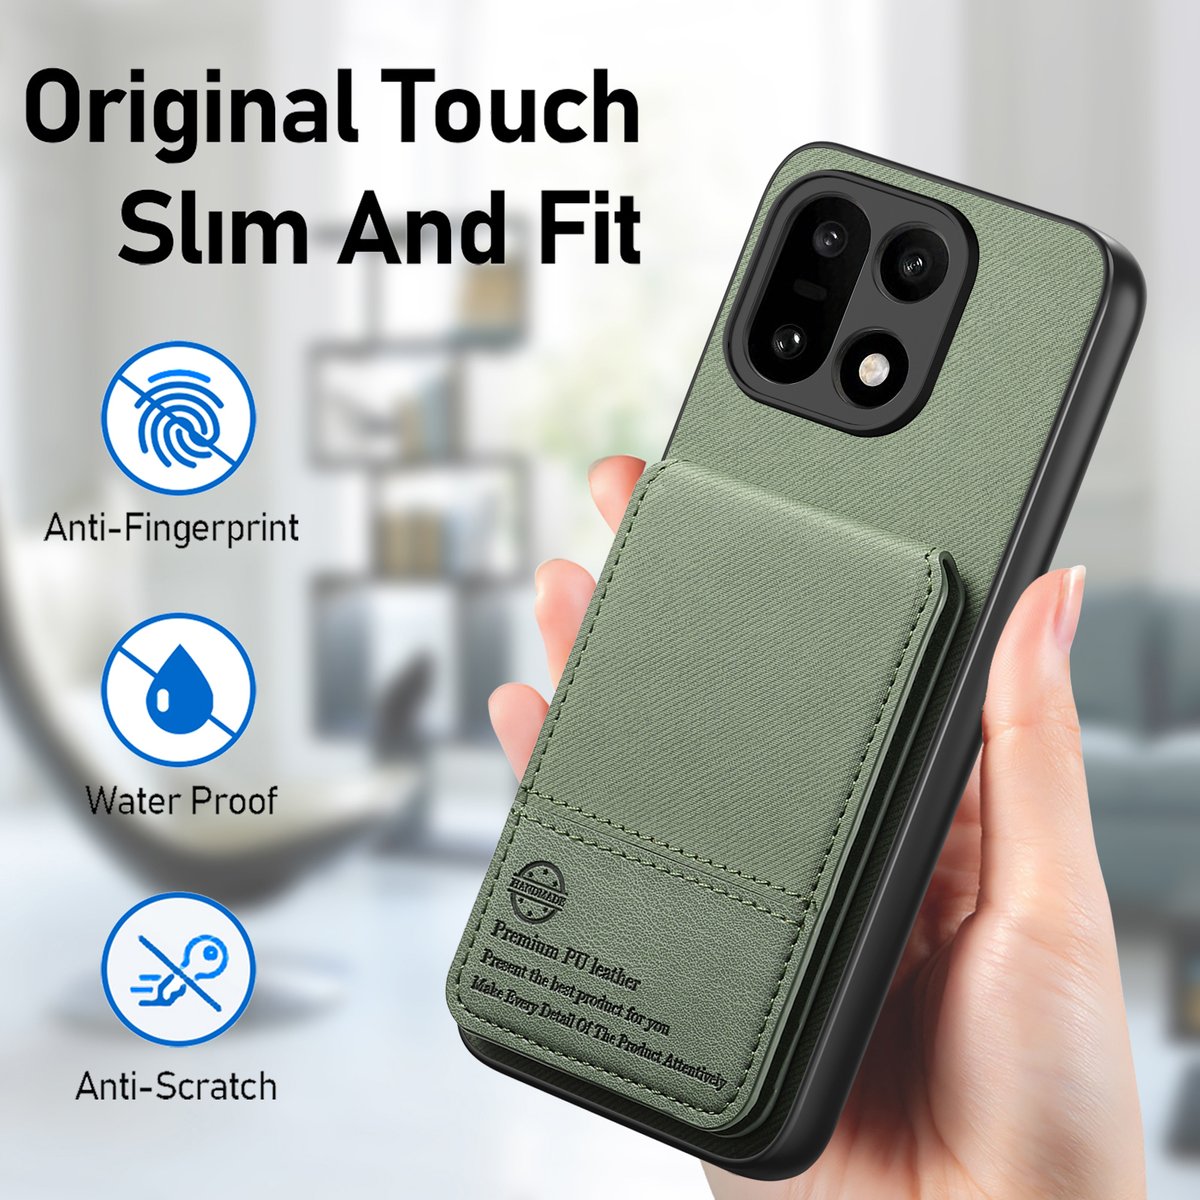 Original Touch
Slım And Fit
Anti-Fingerprint
Water Proof
Anti-Scratch
HANDMADE
Premium PU leather
Present the best product for you
Make Every Detail Of The Product Attentively